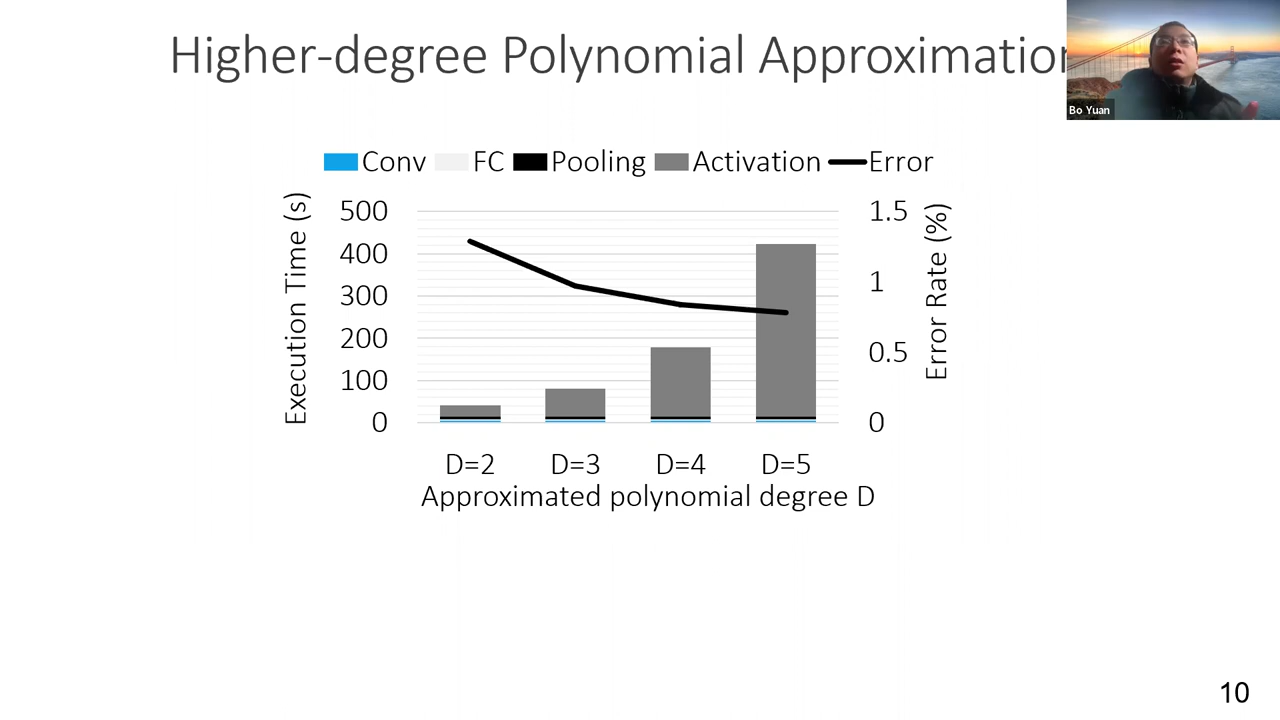 Higher-degree Polynomial Approximation
Bo Yuan
Conv FC Pooling Activation Error
Execution Time (s)
500
400
300
200
100
0
1.5
1
0.5
0
Error Rate (%)
D=2 D=3 D=4 D=5
Approximated polynomial degree D
10